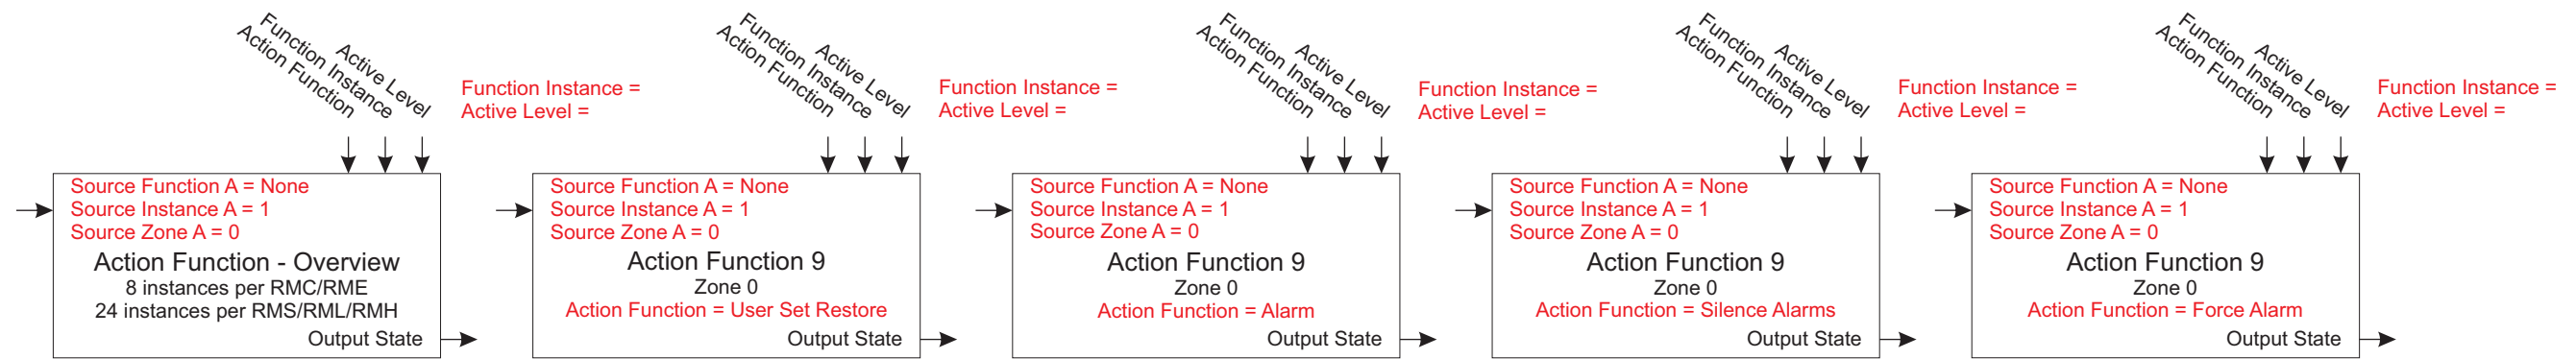 Function Instance
Action Function
Active Level
Function Instance =
Active Level =
Source Function A = None
Source Instance A = 1
Source Zone A = 0
Action Function - Overview
8 instances per RMC/RME
24 instances per RMS/RML/RMH
Output State
Function Instance
Action Function
Active Level
Function Instance =
Active Level =
Source Function A = None
Source Instance A = 1
Source Zone A = 0
Action Function 9
Zone 0
Action Function = User Set Restore
Output State
Function Instance
Action Function
Active Level
Function Instance =
Active Level =
Source Function A = None
Source Instance A = 1
Source Zone A = 0
Action Function 9
Zone 0
Action Function = Alarm
Output State
Function Instance
Action Function
Active Level
Function Instance =
Active Level =
Source Function A = None
Source Instance A = 1
Source Zone A = 0
Action Function 9
Zone 0
Action Function = Silence Alarms
Output State
Function Instance
Action Function
Active Level
Function Instance =
Active Level =
Source Function A = None
Source Instance A = 1
Source Zone A = 0
Action Function 9
Zone 0
Action Function = Force Alarm
Output State